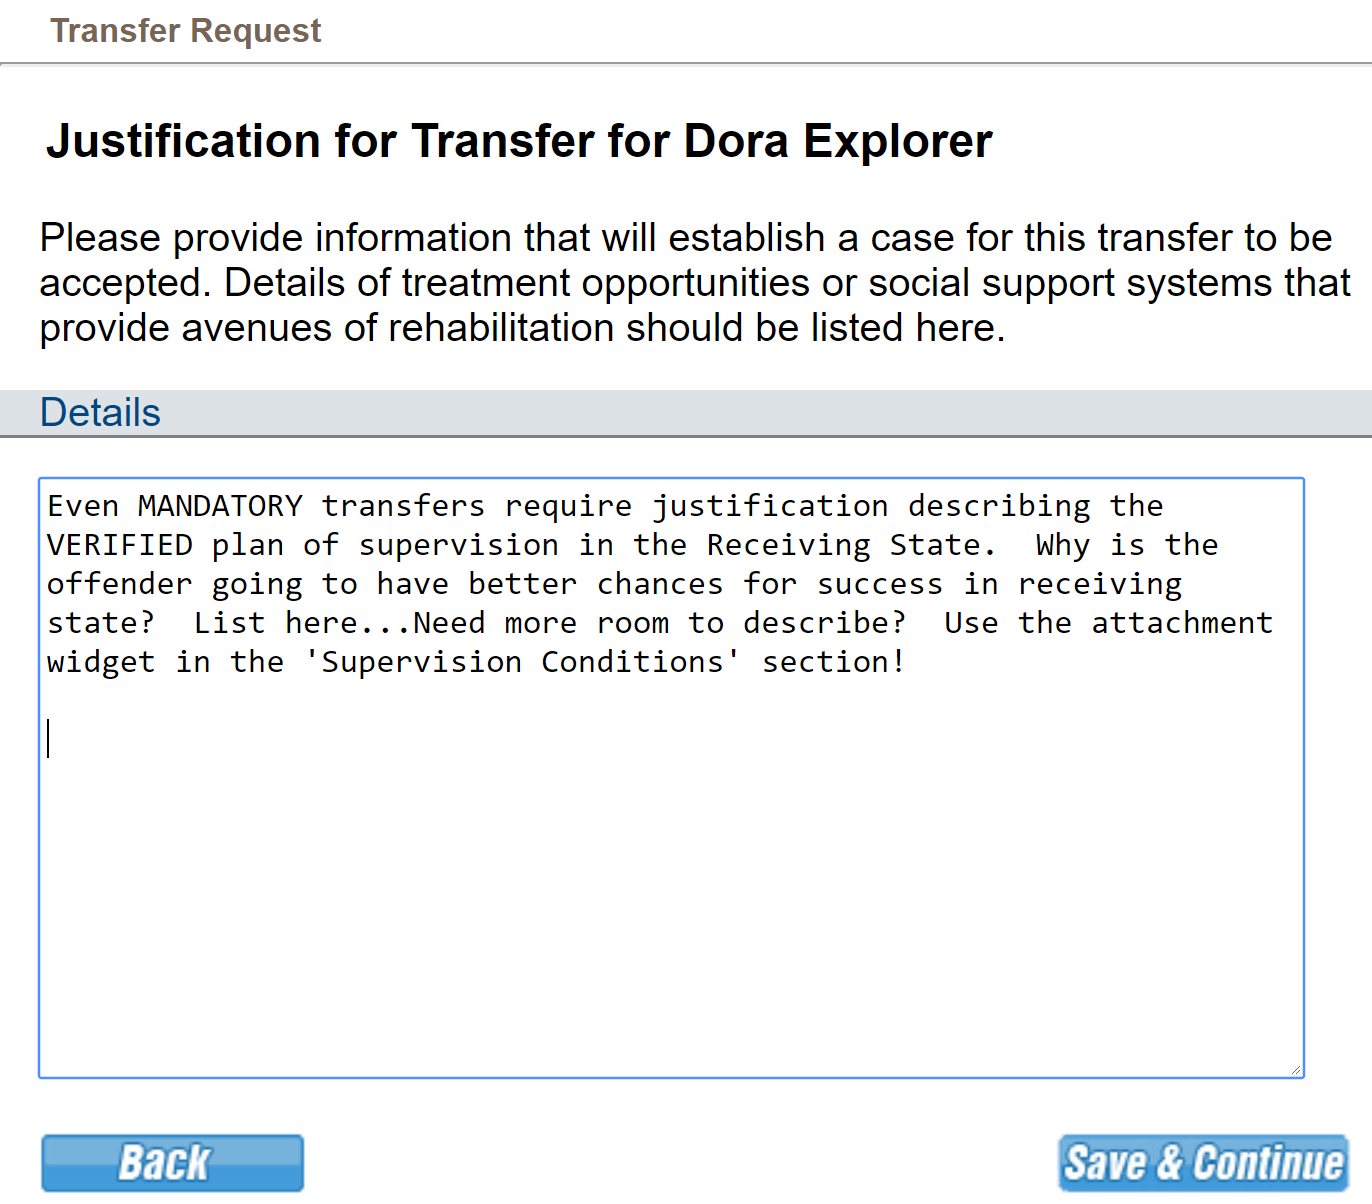 Transfer Request
Justification for Transfer for Dora Explorer
Please provide information that will establish a case for this transfer to be
accepted. Details of treatment opportunities or social support systems that
provide avenues of rehabilitation should be listed here.
Details
Even MANDATORY transfers require justification describing the
VERIFIED plan of supervision in the Receiving State.  Why is the
offender going to have better chances for success in receiving
state?  List here...Need more room to describe?  Use the attachment
widget in the 'Supervision Conditions' section!
Back
Save & Continue